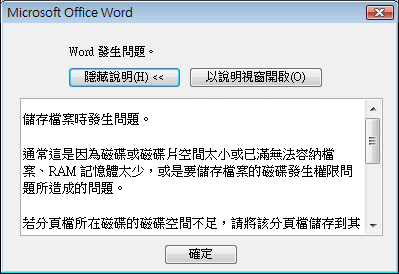 Microsoft Office Word
Word 發生問題。
隱藏說明(H) <<
以說明視窗開啟(O)
儲存檔案時發生問題。
通常這是因為磁碟或磁碟片空間太小或已滿無法容納檔
案、RAM 記憶體太少，或是要儲存檔案的磁碟發生權限問
題所造成的問題。
若分頁檔所在磁碟的磁碟空間不足，請將該分頁檔儲存到其
確定